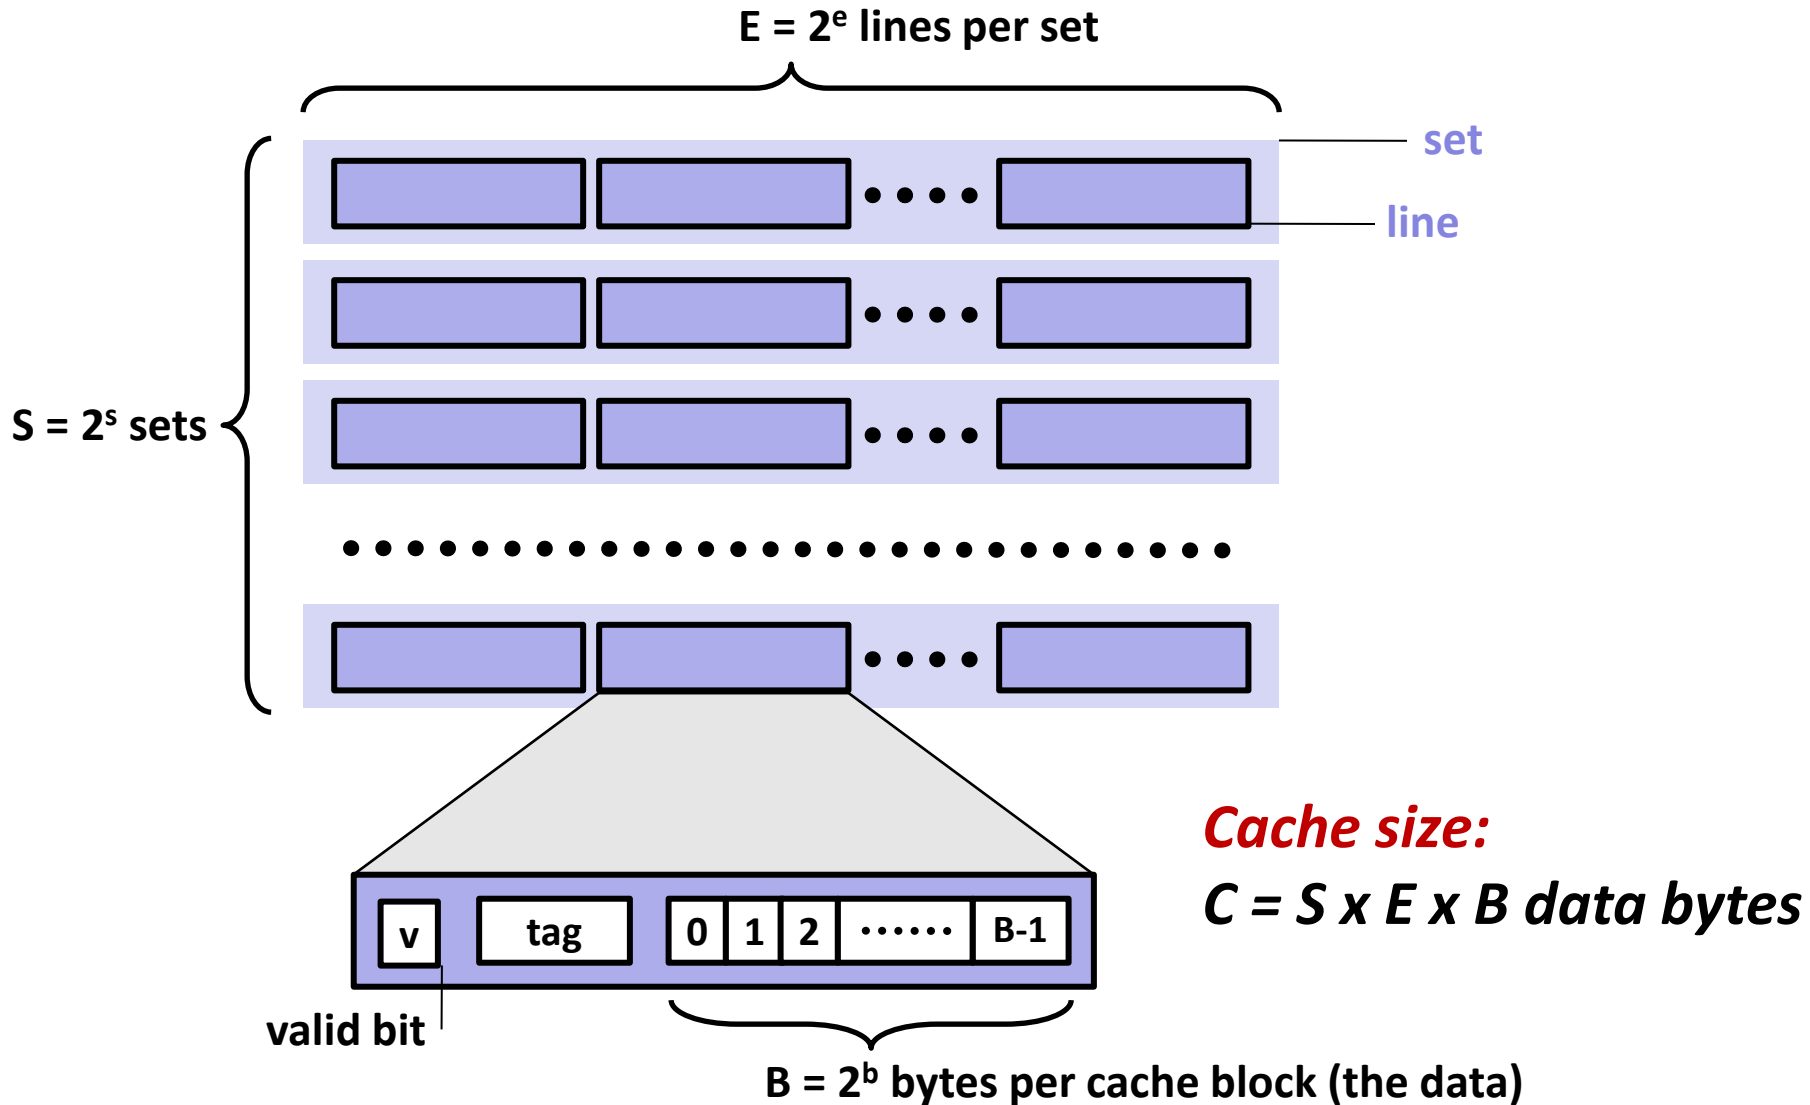 E = 2ᵉ lines per set
set
line
S = 2ˢ sets
Cache size:
C = S x E x B data bytes
v
tag
0 1 2 ······ B-1
valid bit
B = 2ᵇ bytes per cache block (the data)